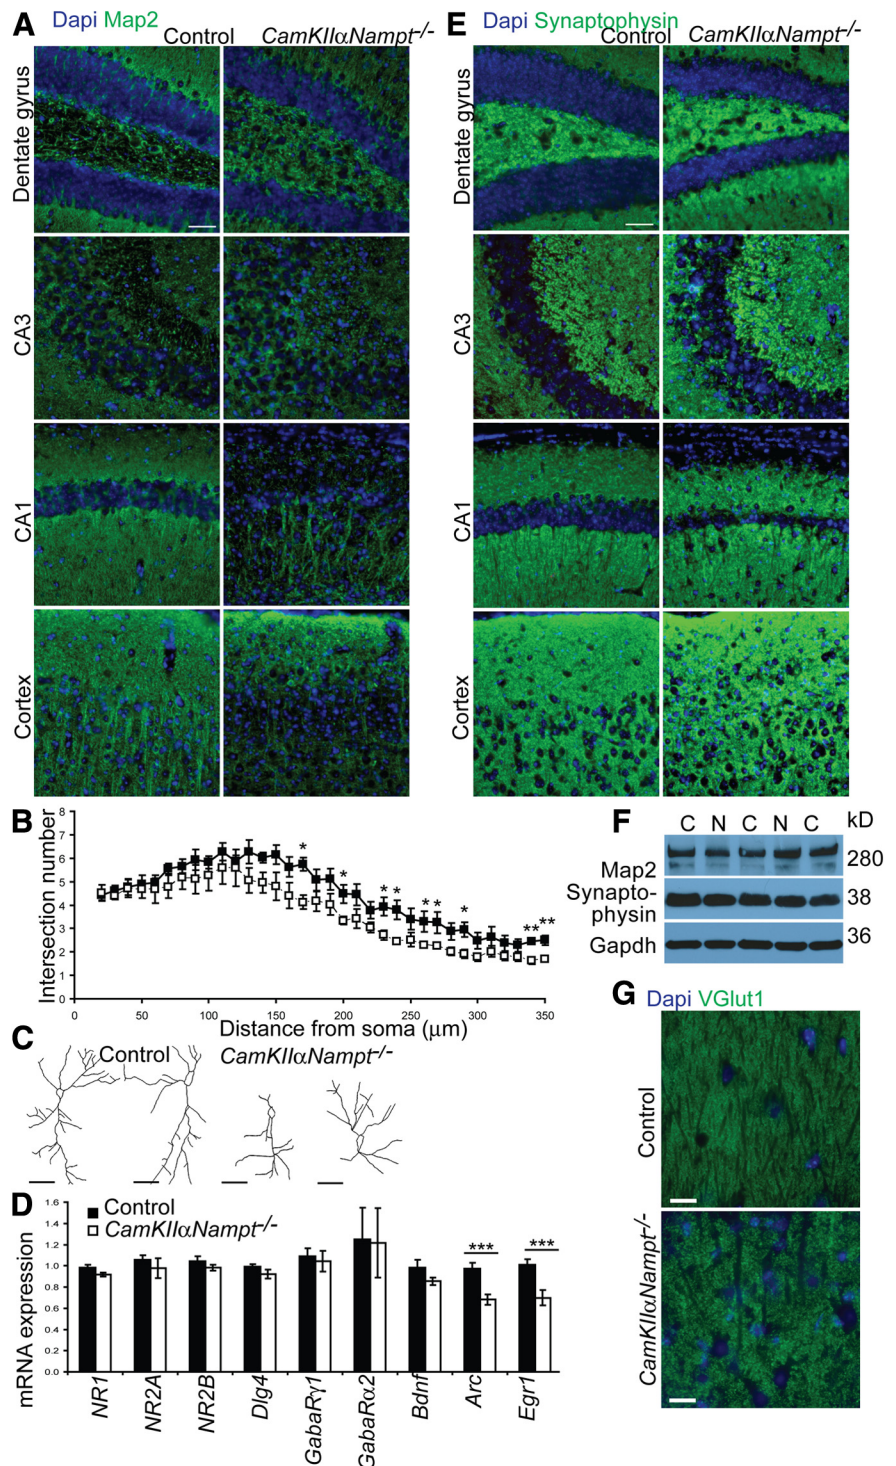 A Dapi Map2
Control CamKIIαNampt-/-
Dentate gyrus
CA3
CA1
Cortex
E Dapi Synaptophysin
Control CamKIIαNampt-/-
Dentate gyrus
CA3
CA1
Cortex
B
Intersection number
8
7
6
5
4
3
2
1
0
0 50 100 150 200 250 300 350
Distance from soma (μm)
* * * * * * * ** **
C
Control CamKIIαNampt-/-
D
mRNA expression
1.6
1.4
1.2
1.0
0.8
0.6
0.4
0.2
0.0
Control
CamKIIαNampt-/-
*** ***
NR1
NR2A
NR2B
Dlg4
GabaRγ1
GabaRα2
Bdnf
Arc
Egr1
F
C N C N C kD
Map2 280
Synapto-
physin 38
Gapdh 36
G Dapi VGlut1
Control
CamKIIαNampt-/-